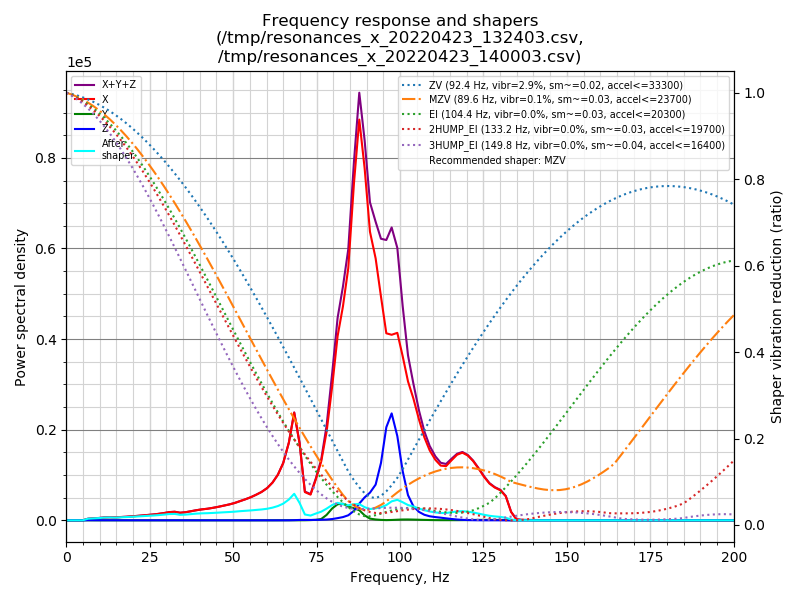 Frequency response and shapers
(/tmp/resonances_x_20220423_132403.csv,
/tmp/resonances_x_20220423_140003.csv)
1e5
X+Y+Z
X
Y
Z
After
shaper
ZV (92.4 Hz, vibr=2.9%, sm~=0.02, accel<=33300)
MZV (89.6 Hz, vibr=0.1%, sm~=0.03, accel<=23700)
EI (104.4 Hz, vibr=0.0%, sm~=0.03, accel<=20300)
2HUMP_EI (133.2 Hz, vibr=0.0%, sm~=0.03, accel<=19700)
3HUMP_EI (149.8 Hz, vibr=0.0%, sm~=0.04, accel<=16400)
Recommended shaper: MZV
Power spectral density
0.8
0.6
0.4
0.2
0.0
1.0
0.8
0.6
0.4
0.2
0.0
Shaper vibration reduction (ratio)
0 25 50 75 100 125 150 175 200
Frequency, Hz